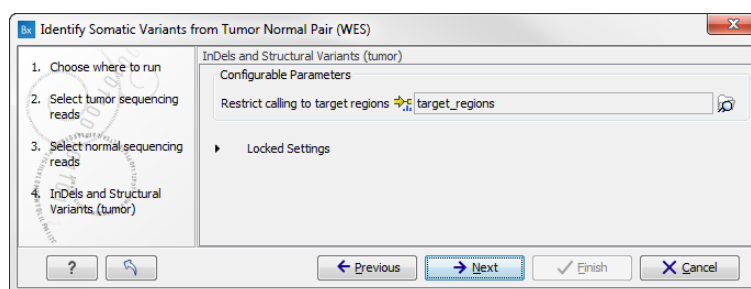 Bx Identify Somatic Variants from Tumor Normal Pair (WES)
X
1. Choose where to run
2. Select tumor sequencing
reads
3. Select normal sequencing
reads
4. InDels and Structural
Variants (tumor)
InDels and Structural Variants (tumor)
Configurable Parameters
Restrict calling to target regions target_regions
Locked Settings
?
Previous
Next
Finish
Cancel